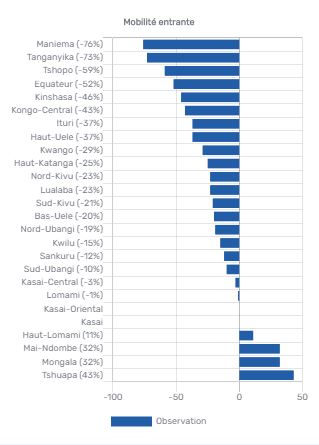 Mobilité entrante
Maniema (-76%)
Tanganyika (-73%)
Tshopo (-59%)
Equateur (-52%)
Kinshasa (-46%)
Kongo-Central (-43%)
Ituri (-37%)
Haut-Uele (-37%)
Kwango (-29%)
Haut-Katanga (-25%)
Nord-Kivu (-23%)
Lualaba (-23%)
Sud-Kivu (-21%)
Bas-Uele (-20%)
Nord-Ubangi (-19%)
Kwilu (-15%)
Sankuru (-12%)
Sud-Ubangi (-10%)
Kasai-Central (-3%)
Lomami (-1%)
Kasai-Oriental
Kasai
Haut-Lomami (11%)
Mai-Ndombe (32%)
Mongala (32%)
Tshuapa (43%)
-100 -50 0 50
Observation